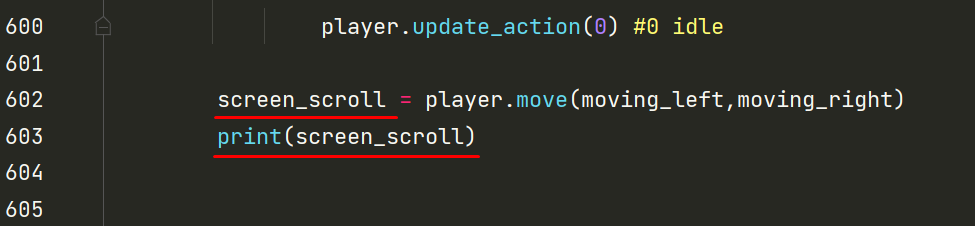 600 player.update_action(0) #0 idle
601
602 screen_scroll = player.move(moving_left,moving_right)
603 print(screen_scroll)
604
605